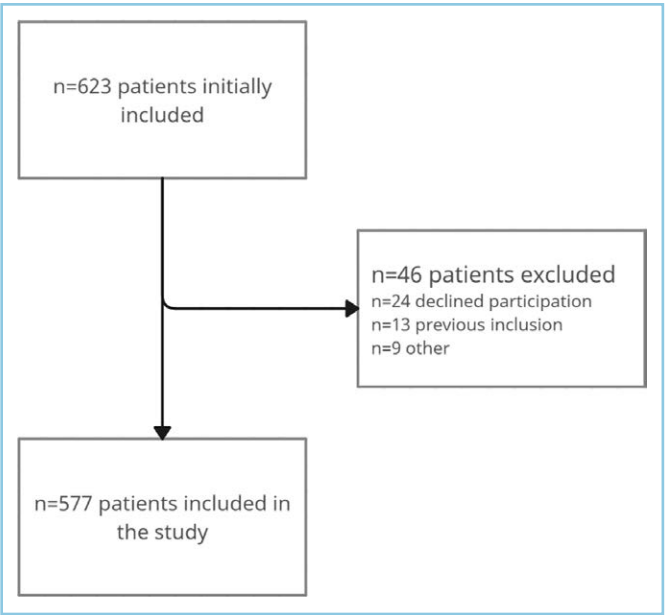 n=623 patients initially
included
n=46 patients excluded
n=24 declined participation
n=13 previous inclusion
n=9 other
n=577 patients included in
the study